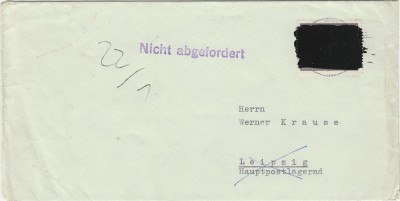 Nicht abgefordert
22/1
Herrn
Werner Krause
Leipzig
Hauptpostlagernd